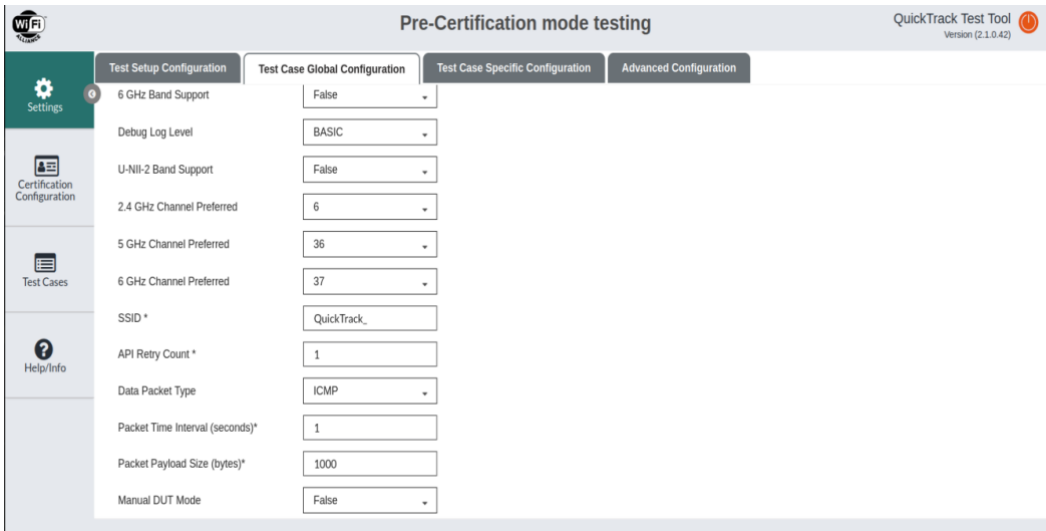 Wi Fi
ALLIANCE
Pre-Certification mode testing
QuickTrack Test Tool
Version (2.1.0.42)
Test Setup Configuration
Test Case Global Configuration
Test Case Specific Configuration
Advanced Configuration
Settings
Certification
Configuration
Test Cases
Help/Info
6 GHz Band Support False
Debug Log Level BASIC
U-NII-2 Band Support False
2.4 GHz Channel Preferred 6
5 GHz Channel Preferred 36
6 GHz Channel Preferred 37
SSID * QuickTrack_
API Retry Count * 1
Data Packet Type ICMP
Packet Time Interval (seconds)* 1
Packet Payload Size (bytes)* 1000
Manual DUT Mode False